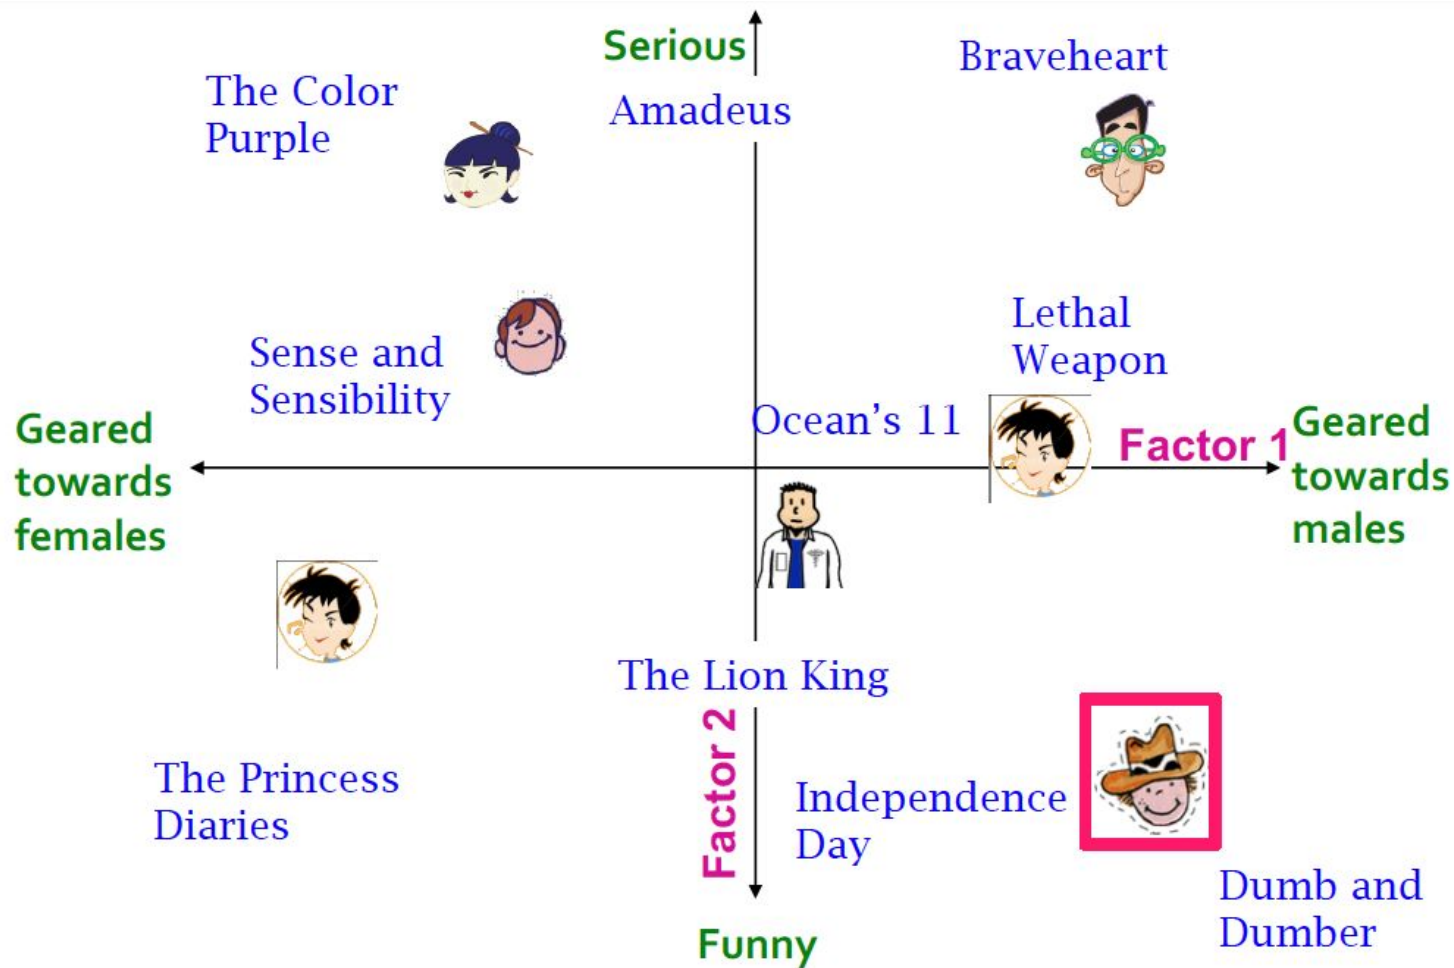 Serious
Braveheart
The Color
Purple
Amadeus
Lethal
Weapon
Sense and
Sensibility
Ocean's 11
Geared
towards
females
Factor 1
Geared
towards
males
The Lion King
Factor 2
The Princess
Diaries
Independence
Day
Dumb and
Dumber
Funny